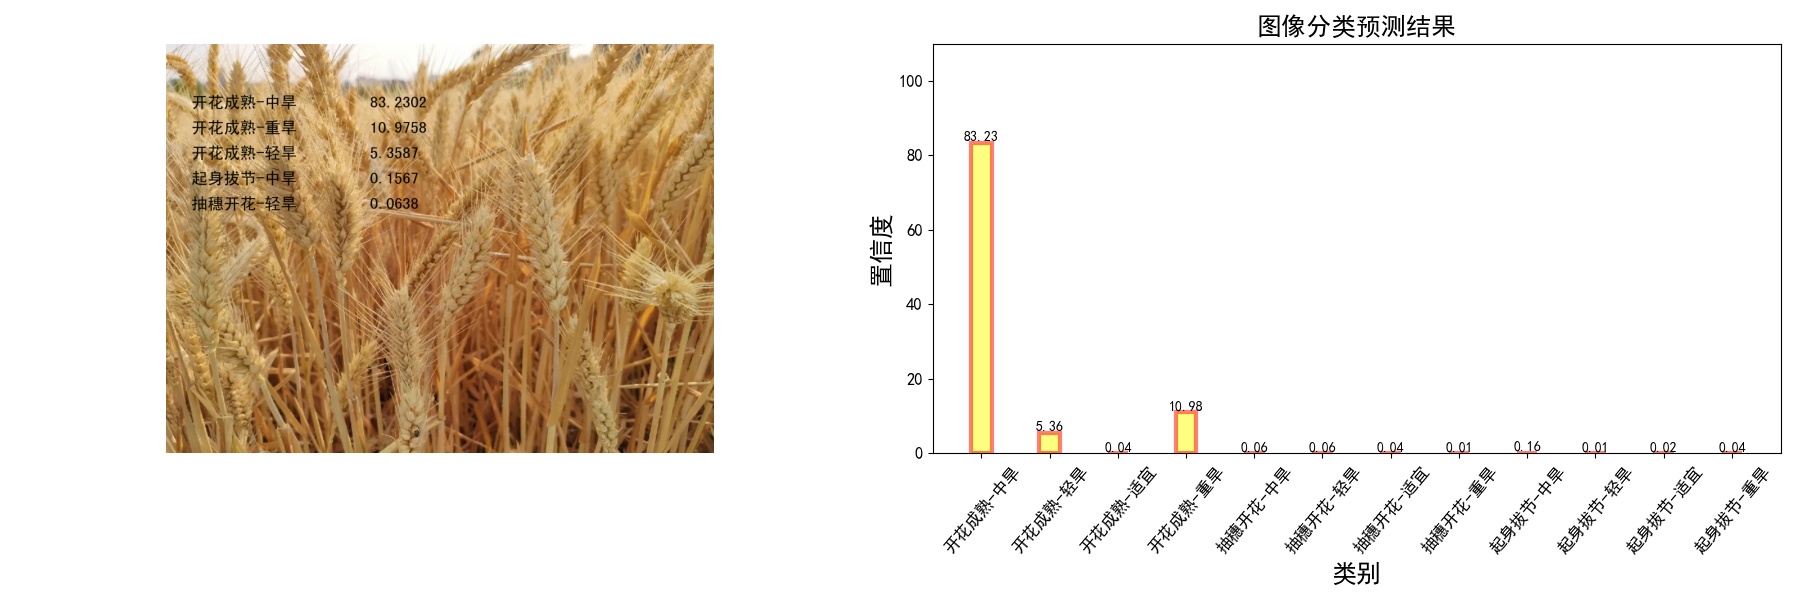 开花成熟-中旱 83.2302
开花成熟-重旱 10.9758
开花成熟-轻旱 5.3587
起身拔节-中旱 0.1567
抽穗开花-轻旱 0.0638
图像分类预测结果
置信度
100
80
60
40
20
0
83.23
5.36
0.04
10.98
0.06
0.06
0.04
0.01
0.16
0.01
0.02
0.04
开花成熟-中旱
开花成熟-轻旱
开花成熟-适宜
开花成熟-重旱
抽穗开花-中旱
抽穗开花-轻旱
抽穗开花-适宜
抽穗开花-重旱
起身拔节-中旱
起身拔节-轻旱
起身拔节-适宜
起身拔节-重旱
类别